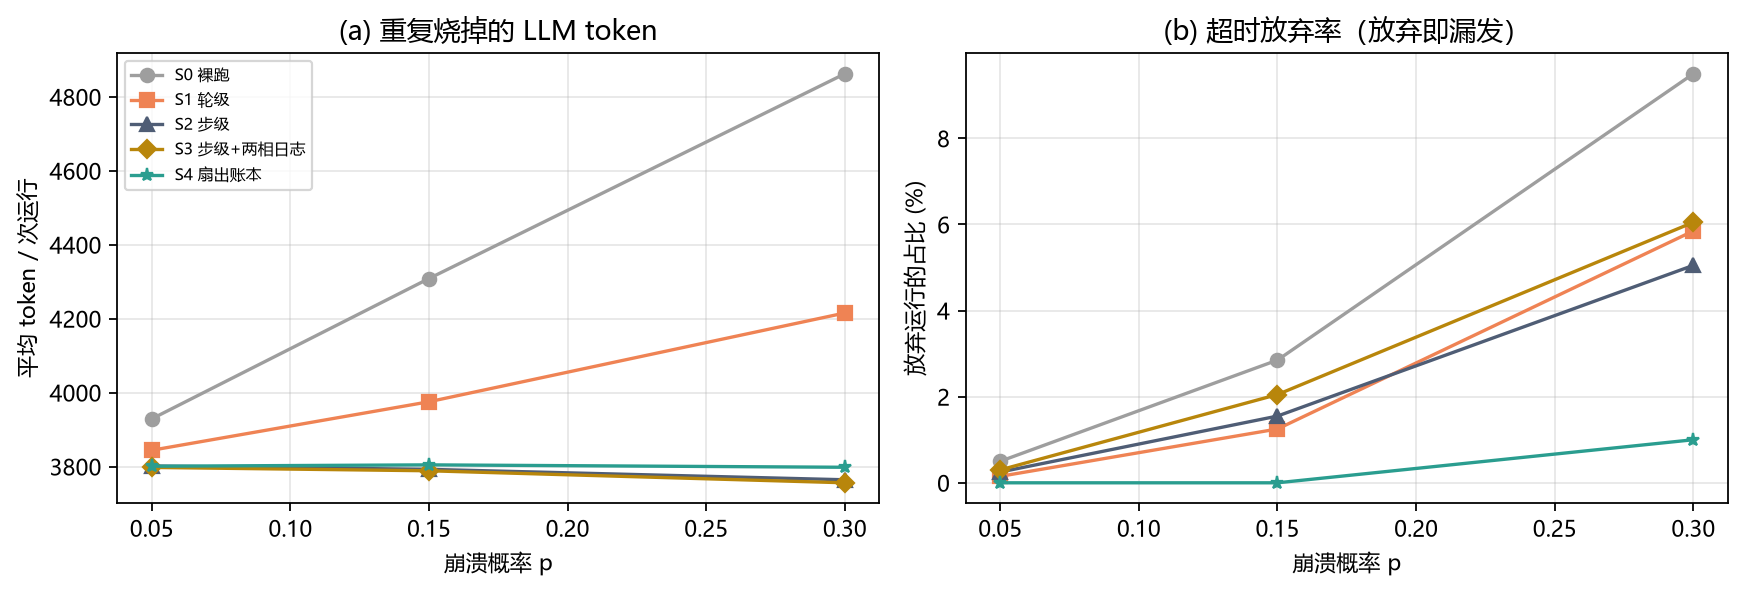 (a) 重复烧掉的 LLM token
平均 token / 次运行
4800
4600
4400
4200
4000
3800
S0 裸跑
S1 轮级
S2 步级
S3 步级+两相日志
S4 扇出账本
0.05
0.10
0.15
0.20
0.25
0.30
崩溃概率 p
(b) 超时放弃率（放弃即漏发）
放弃运行的占比 (%)
8
6
4
2
0
0.05
0.10
0.15
0.20
0.25
0.30
崩溃概率 p